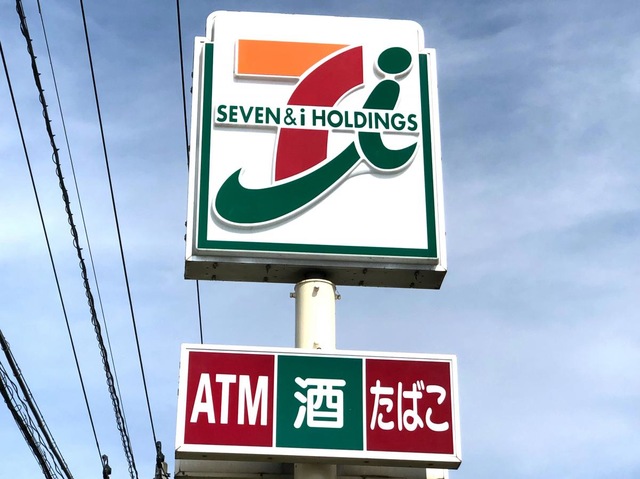 SEVEN & i HOLDINGS
ATM 酒 たばこ